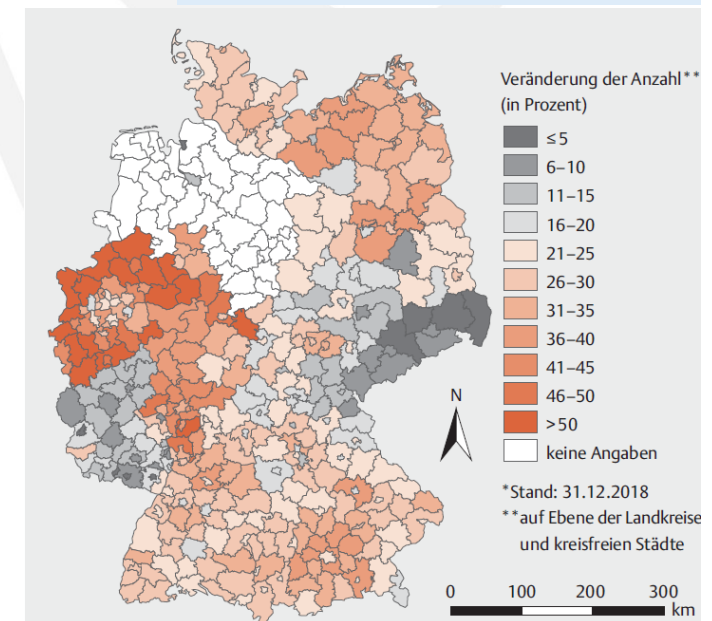 Veränderung der Anzahl**
(in Prozent)
≤5
6–10
11–15
16–20
21–25
26–30
31–35
36–40
41–45
46–50
>50
keine Angaben
N
*Stand: 31.12.2018
**auf Ebene der Landkreise
und kreisfreien Städte
0 100 200 300
km